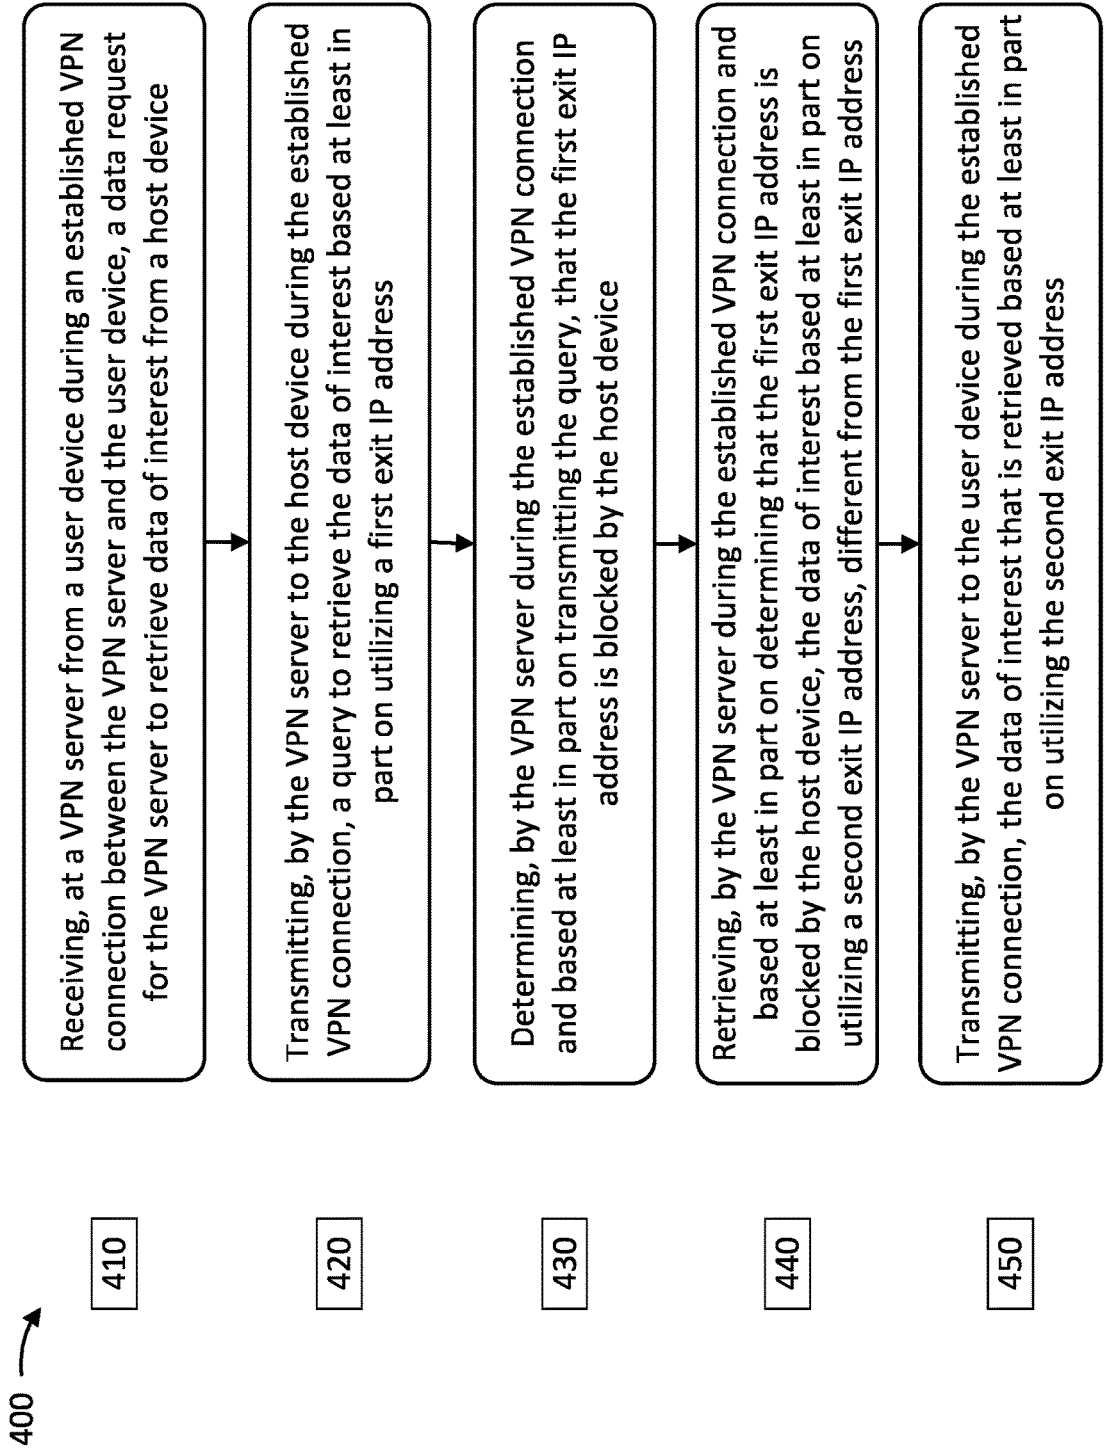 400
410
Receiving, at a VPN server from a user device during an established VPN
connection between the VPN server and the user device, a data request
for the VPN server to retrieve data of interest from a host device
420
Transmitting, by the VPN server to the host device during the established
VPN connection, a query to retrieve the data of interest based at least in
part on utilizing a first exit IP address
430
Determining, by the VPN server during the established VPN connection
and based at least in part on transmitting the query, that the first exit IP
address is blocked by the host device
440
Retrieving, by the VPN server during the established VPN connection and
based at least in part on determining that the first exit IP address is
blocked by the host device, the data of interest based at least in part on
utilizing a second exit IP address, different from the first exit IP address
450
Transmitting, by the VPN server to the user device during the established
VPN connection, the data of interest that is retrieved based at least in part
on utilizing the second exit IP address